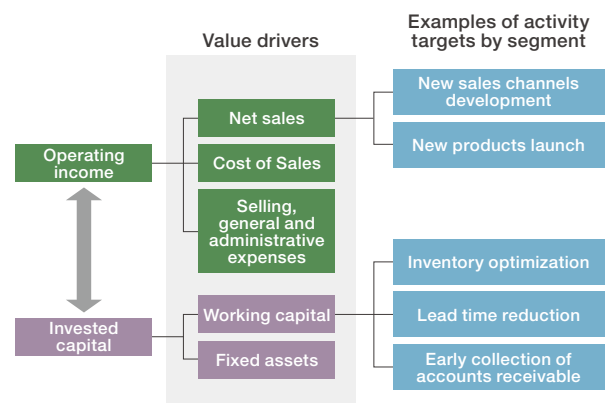 Value drivers
Examples of activity
targets by segment
Operating
income
Net sales
Cost of Sales
Selling,
general and
administrative
expenses
New sales channels
development
New products launch
Invested
capital
Working capital
Fixed assets
Inventory optimization
Lead time reduction
Early collection of
accounts receivable